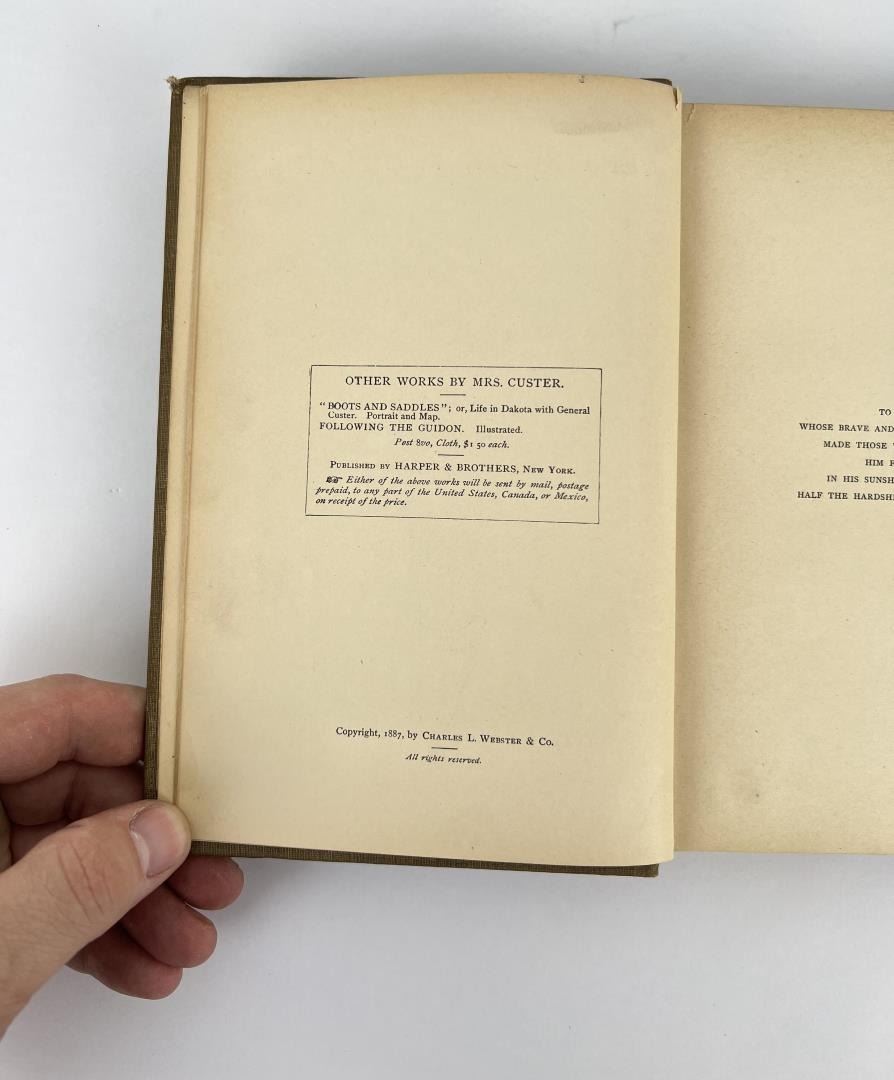 OTHER WORKS BY MRS. CUSTER.
"BOOTS AND SADDLES"; or, Life in Dakota with General
Custer. Portrait and Map.
FOLLOWING THE GUIDON. Illustrated.
Post 8vo, Cloth, $1 50 each.
Published by HARPER & BROTHERS, New York.
☞ Either of the above works will be sent by mail, postage
prepaid, to any part of the United States, Canada, or Mexico,
on receipt of the price.
Copyright, 1887, by Charles L. Webster & Co.
All rights reserved.
TO
WHOSE BRAVE AND
MADE THOSE
HIM F
IN HIS SUNSH
HALF THE HARDSH